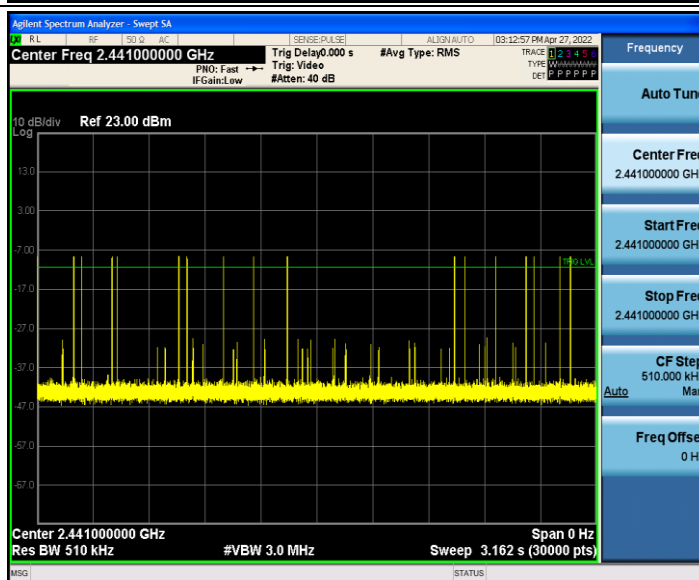 Agilent Spectrum Analyzer - Swept SA
RL RF 50 Ω AC SENSE:PULSE ALIGN AUTO 03:12:57 PM Apr 27, 2022
Center Freq 2.441000000 GHz
PNO: Fast
IFGain:Low
Trig Delay0.000 s
Trig: Video
#Atten: 40 dB
#Avg Type: RMS
TRACE 1 2 3 4 5 6
TYPE
DET P P P P P P
10 dB/div Ref 23.00 dBm
Log
13.0
3.00
-7.00
TRIG LVL
-17.0
-27.0
-37.0
-47.0
-57.0
-67.0
Center 2.441000000 GHz Span 0 Hz
Res BW 510 kHz #VBW 3.0 MHz Sweep 3.162 s (30000 pts)
MSG STATUS
Frequency
Auto Tune
Center Freq
2.441000000 GH
Start Freq
2.441000000 GH
Stop Freq
2.441000000 GH
CF Step
510.000 kH
Auto Man
Freq Offse
0 H